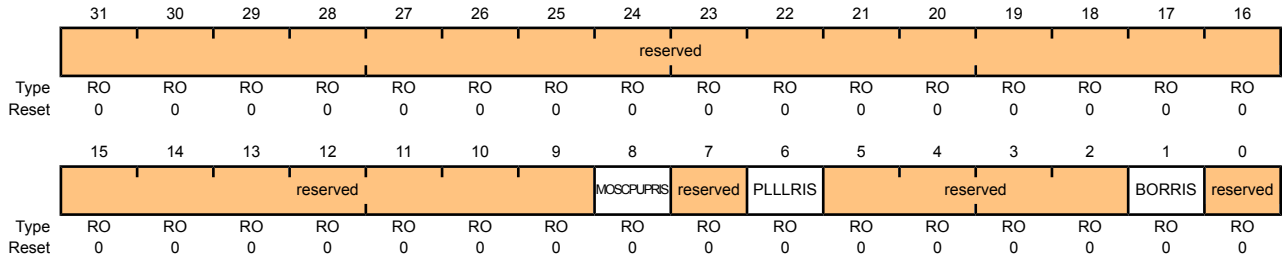 31 30 29 28 27 26 25 24 23 22 21 20 19 18 17 16
reserved
Type RO RO RO RO RO RO RO RO RO RO RO RO RO RO RO RO
Reset 0 0 0 0 0 0 0 0 0 0 0 0 0 0 0 0
15 14 13 12 11 10 9 8 7 6 5 4 3 2 1 0
reserved MOSCPUPRIS reserved PLLLRIS reserved BORRIS reserved
Type RO RO RO RO RO RO RO RO RO RO RO RO RO RO RO RO
Reset 0 0 0 0 0 0 0 0 0 0 0 0 0 0 0 0